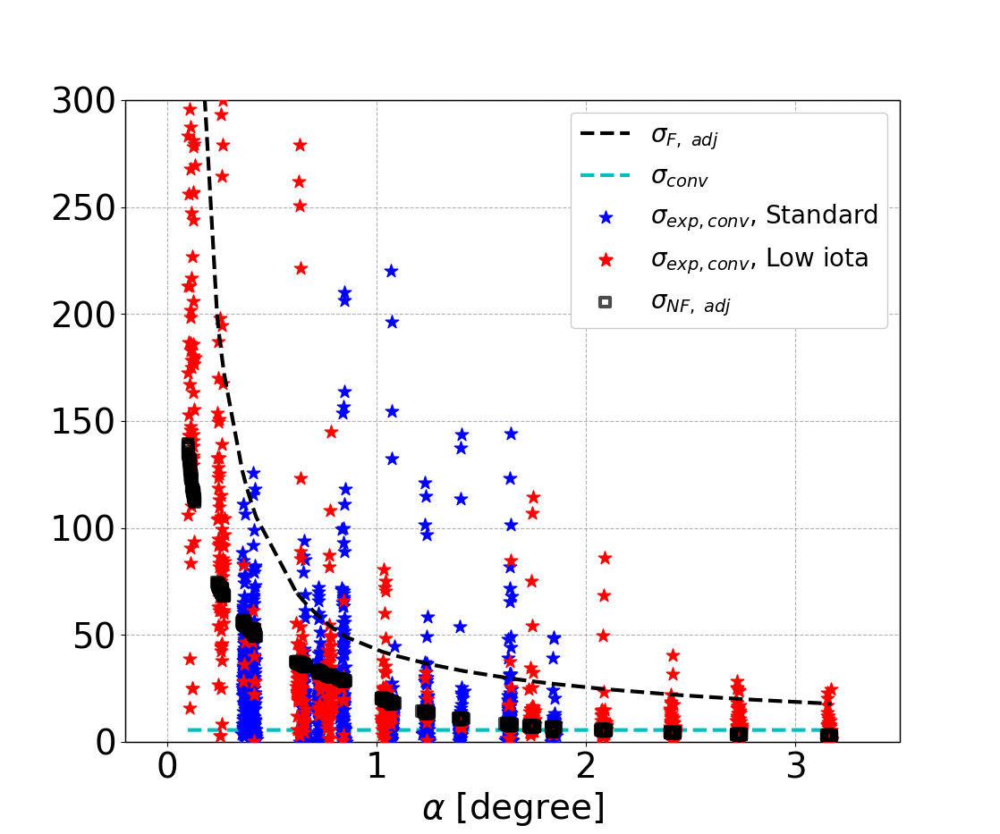 300
250
200
150
100
50
0
0 1 2 3
α [degree]
σF, adj
σconv
σexp,conv, Standard
σexp,conv, Low iota
σNF, adj